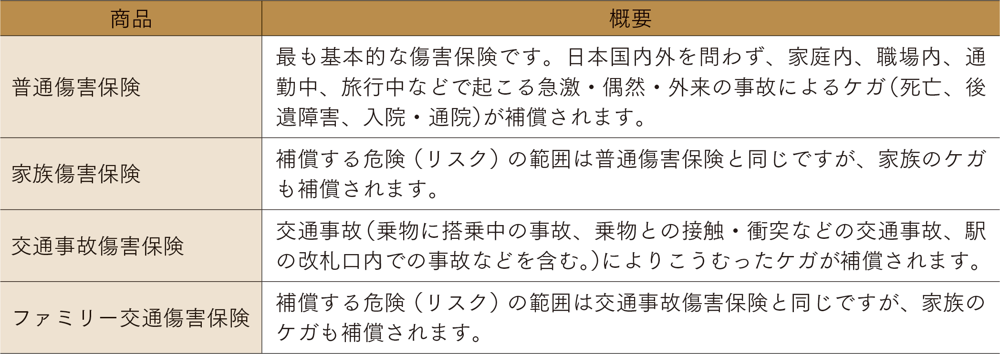 商品
概要
普通傷害保険
最も基本的な傷害保険です。日本国内外を問わず、家庭内、職場内、通
勤中、旅行中などで起こる急激・偶然・外来の事故によるケガ(死亡、後
遺障害、入院・通院)が補償されます。
家族傷害保険
補償する危険(リスク)の範囲は普通傷害保険と同じですが、家族のケガ
も補償されます。
交通事故傷害保険
交通事故(乗物に搭乗中の事故、乗物との接触・衝突などの交通事故、駅
の改札口内での事故などを含む。)によりこうむったケガが補償されます。
ファミリー交通傷害保険
補償する危険(リスク)の範囲は交通事故傷害保険と同じですが、家族の
ケガも補償されます。